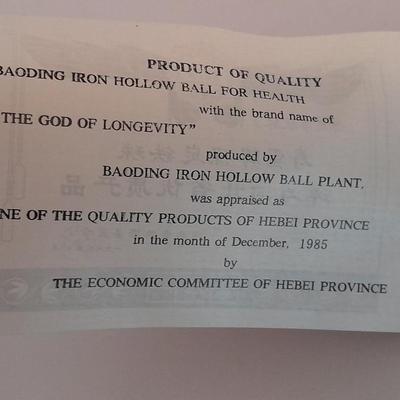 PRODUCT OF QUALITY
BAODING IRON HOLLOW BALL FOR HEALTH
with the brand name of
THE GOD OF LONGEVITY"
produced by
BAODING IRON HOLLOW BALL PLANT,
was appraised as
NE OF THE QUALITY PRODUCTS OF HEBEI PROVINCE
in the month of December, 1985
by
THE ECONOMIC COMMITTEE OF HEBEI PROVINCE